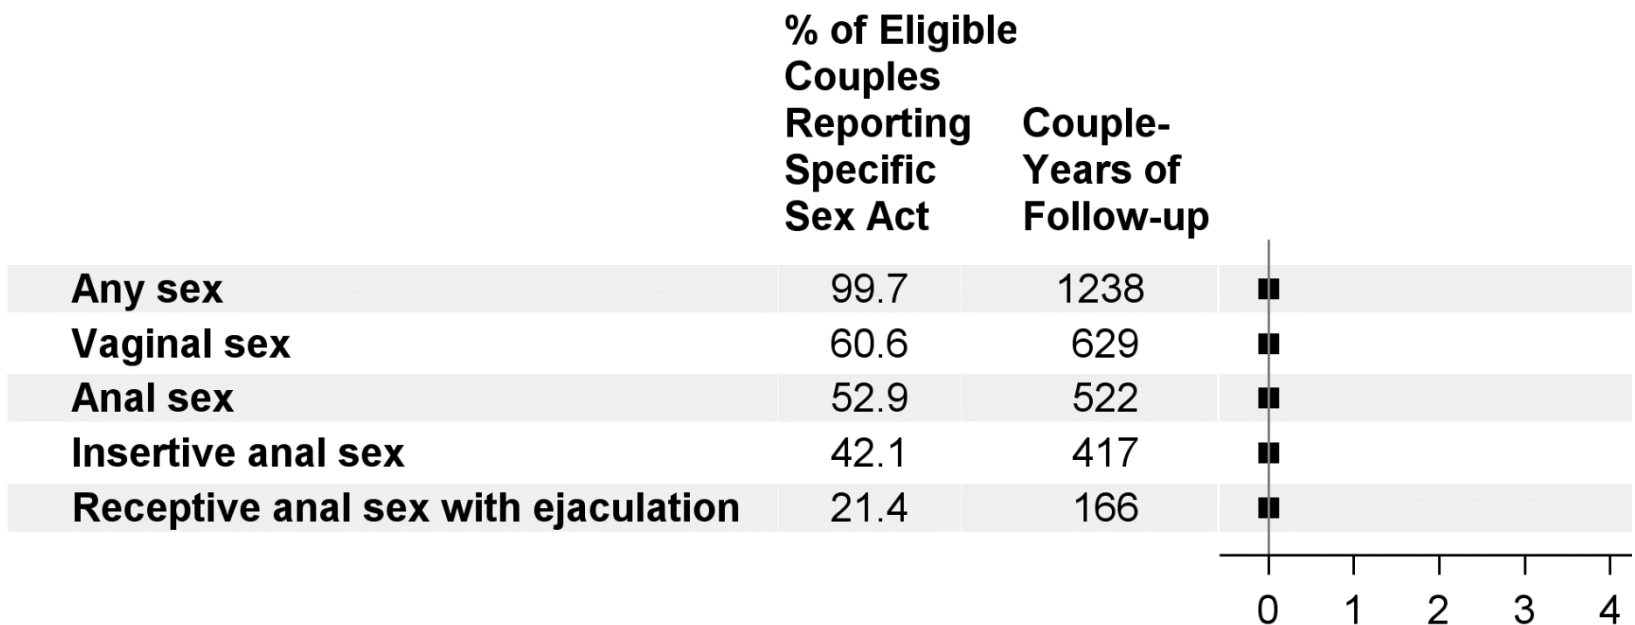 % of Eligible
Couples
Reporting Couple-
Specific Years of
Sex Act Follow-up
Any sex 99.7 1238
Vaginal sex 60.6 629
Anal sex 52.9 522
Insertive anal sex 42.1 417
Receptive anal sex with ejaculation 21.4 166
0 1 2 3 4